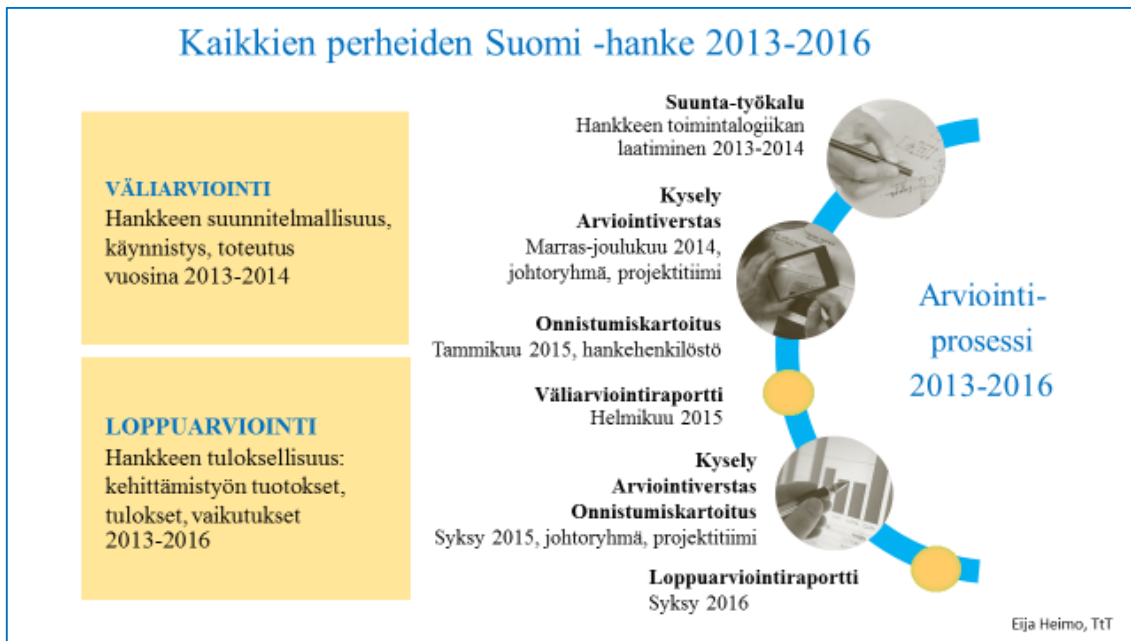 Kaikkien perheiden Suomi -hanke 2013-2016
VÄLIARVIOINTI
Hankkeen suunnitelmallisuus,
käynnistys, toteutus
vuosina 2013-2014
LOPPUARVIOINTI
Hankkeen tuloksellisuus:
kehittämistyön tuotokset,
tulokset, vaikutukset
2013-2016
Suunta-työkalu
Hankkeen toimintalogiikan
laatiminen 2013-2014
Kysely
Arviointiverstas
Marras-joulukuu 2014,
johtoryhmä, projektitiimi
Onnistumiskartoitus
Tammikuu 2015, hankehenkilöstö
Väliarviointiraportti
Helmikuu 2015
Kysely
Arviointiverstas
Onnistumiskartoitus
Syksy 2015, johtoryhmä, projektitiimi
Loppuarviointiraportti
Syksy 2016
Arviointi-
prosessi
2013-2016
Eija Heimo, TtT